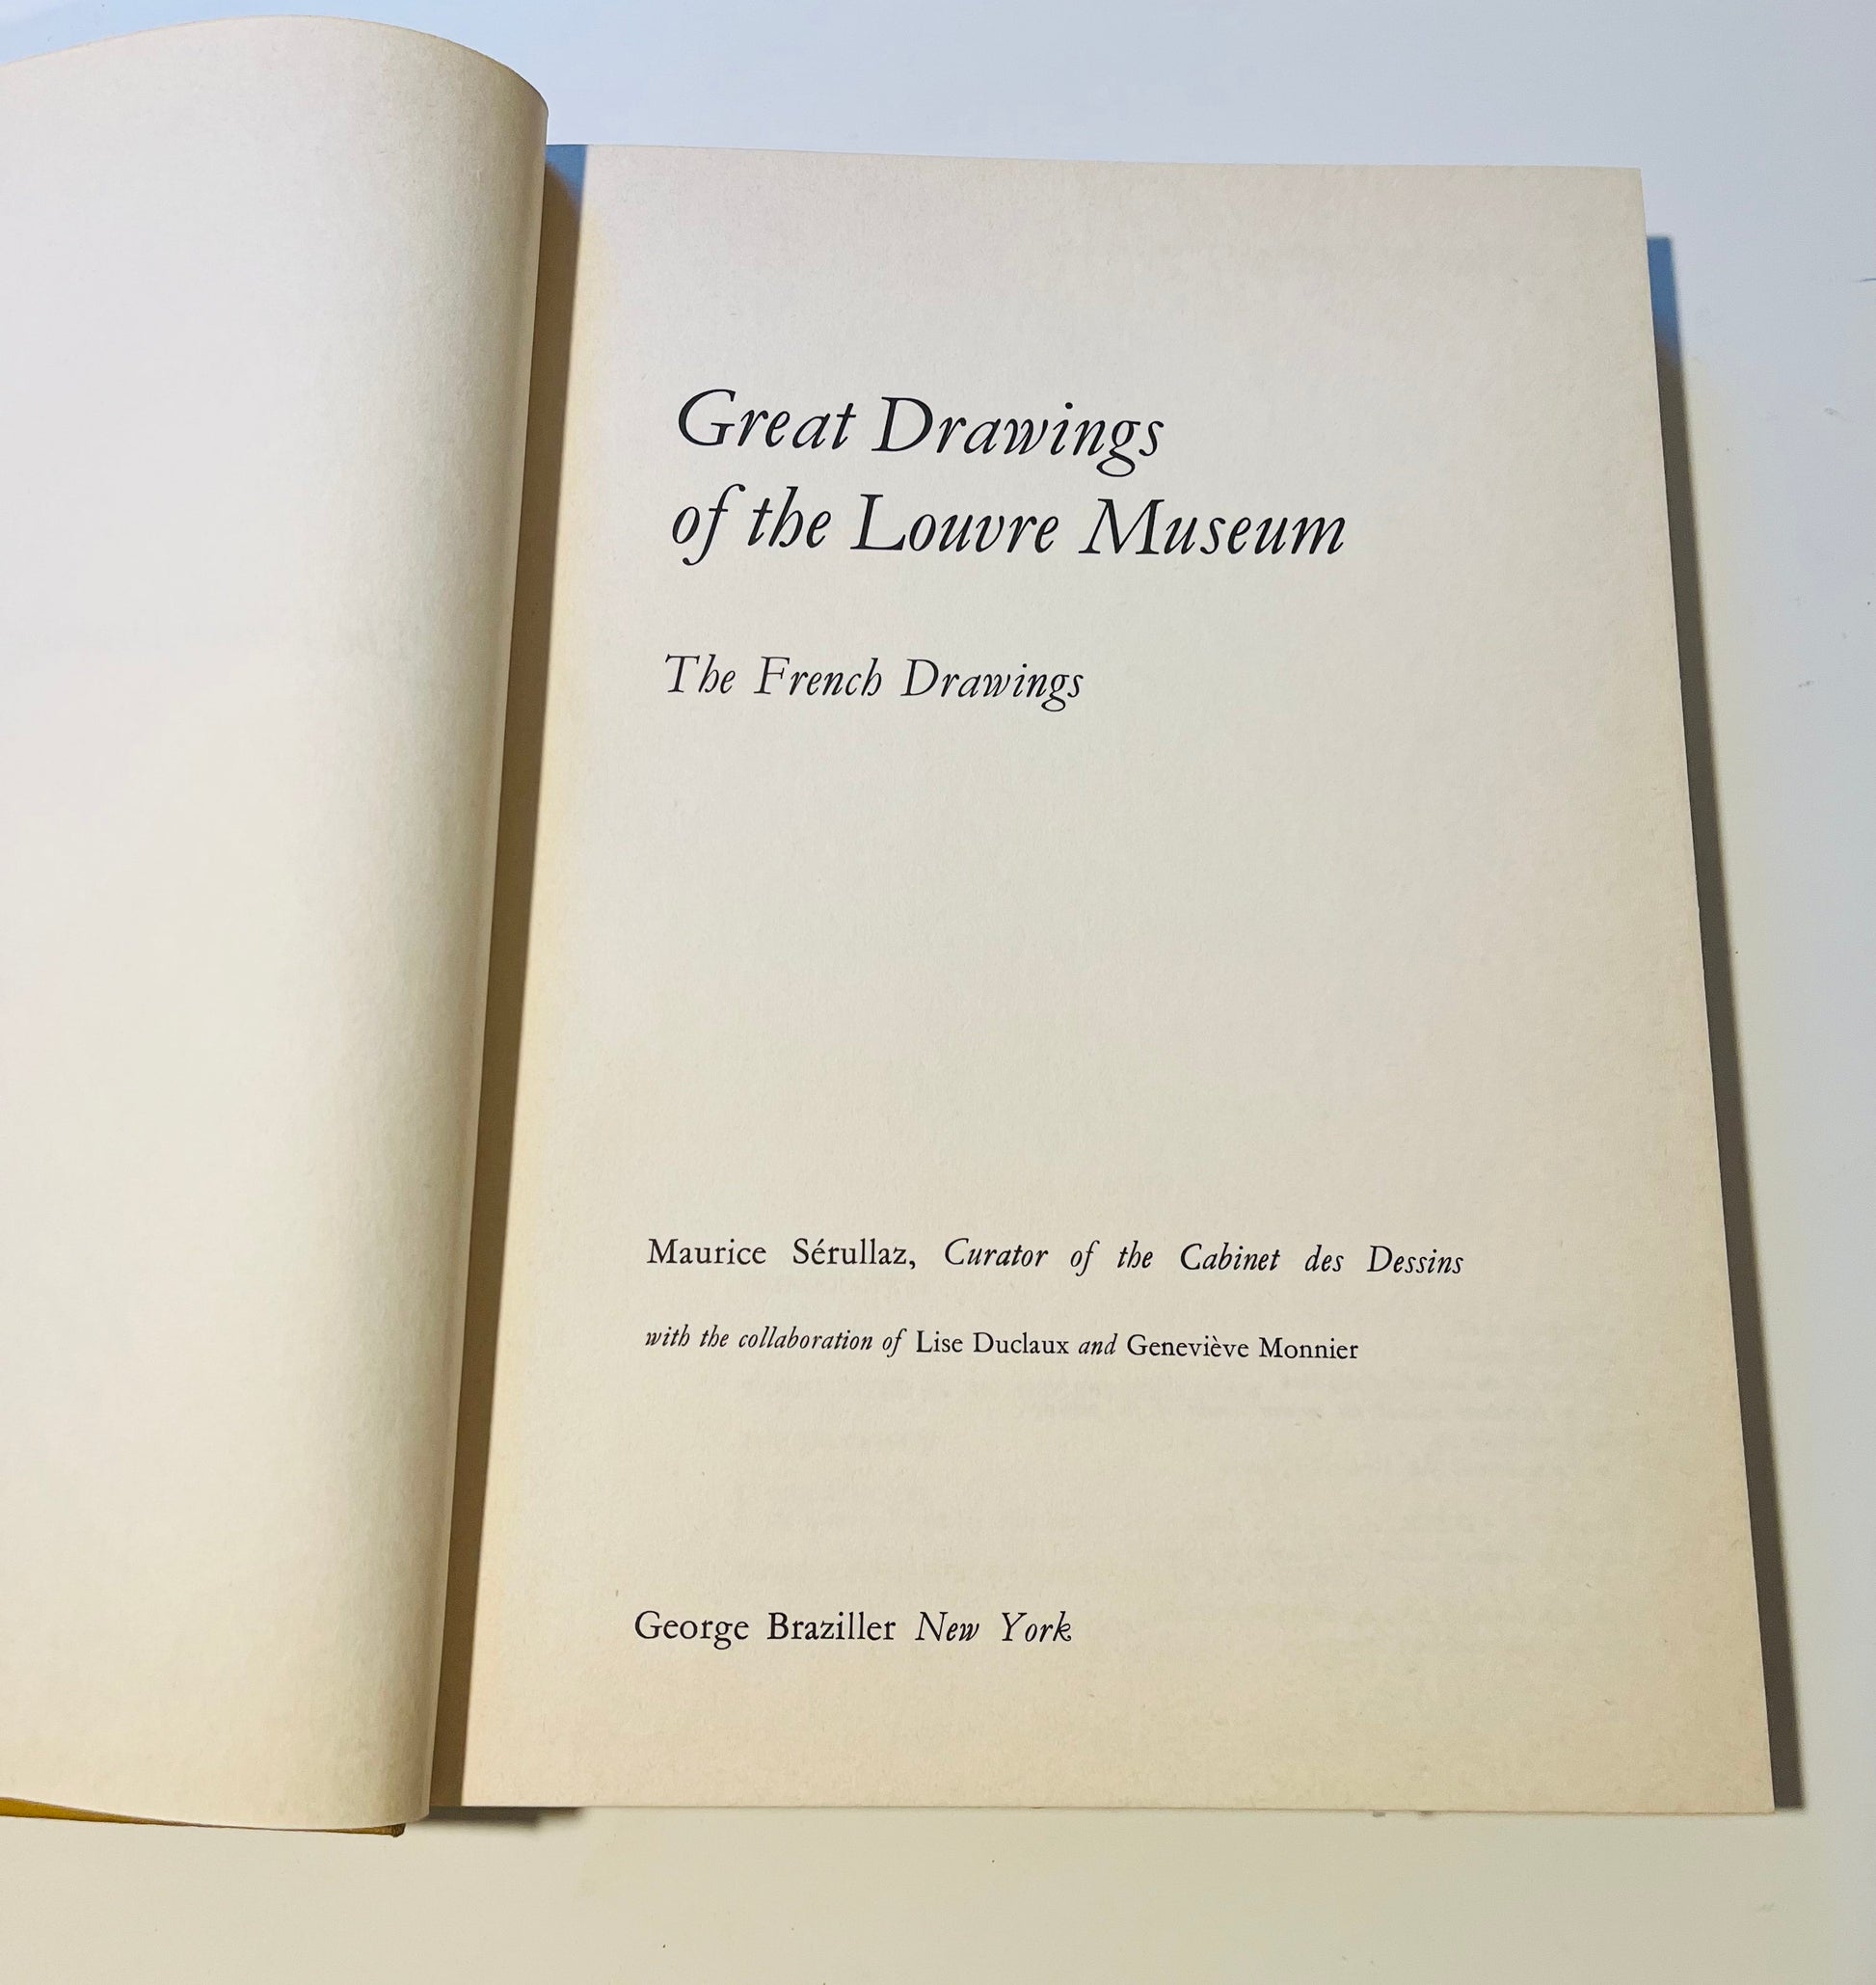 Great Drawings
of the Louvre Museum
The French Drawings
Maurice Sérullaz, Curator of the Cabinet des Dessins
with the collaboration of Lise Duclaux and Geneviève Monnier
George Braziller New York